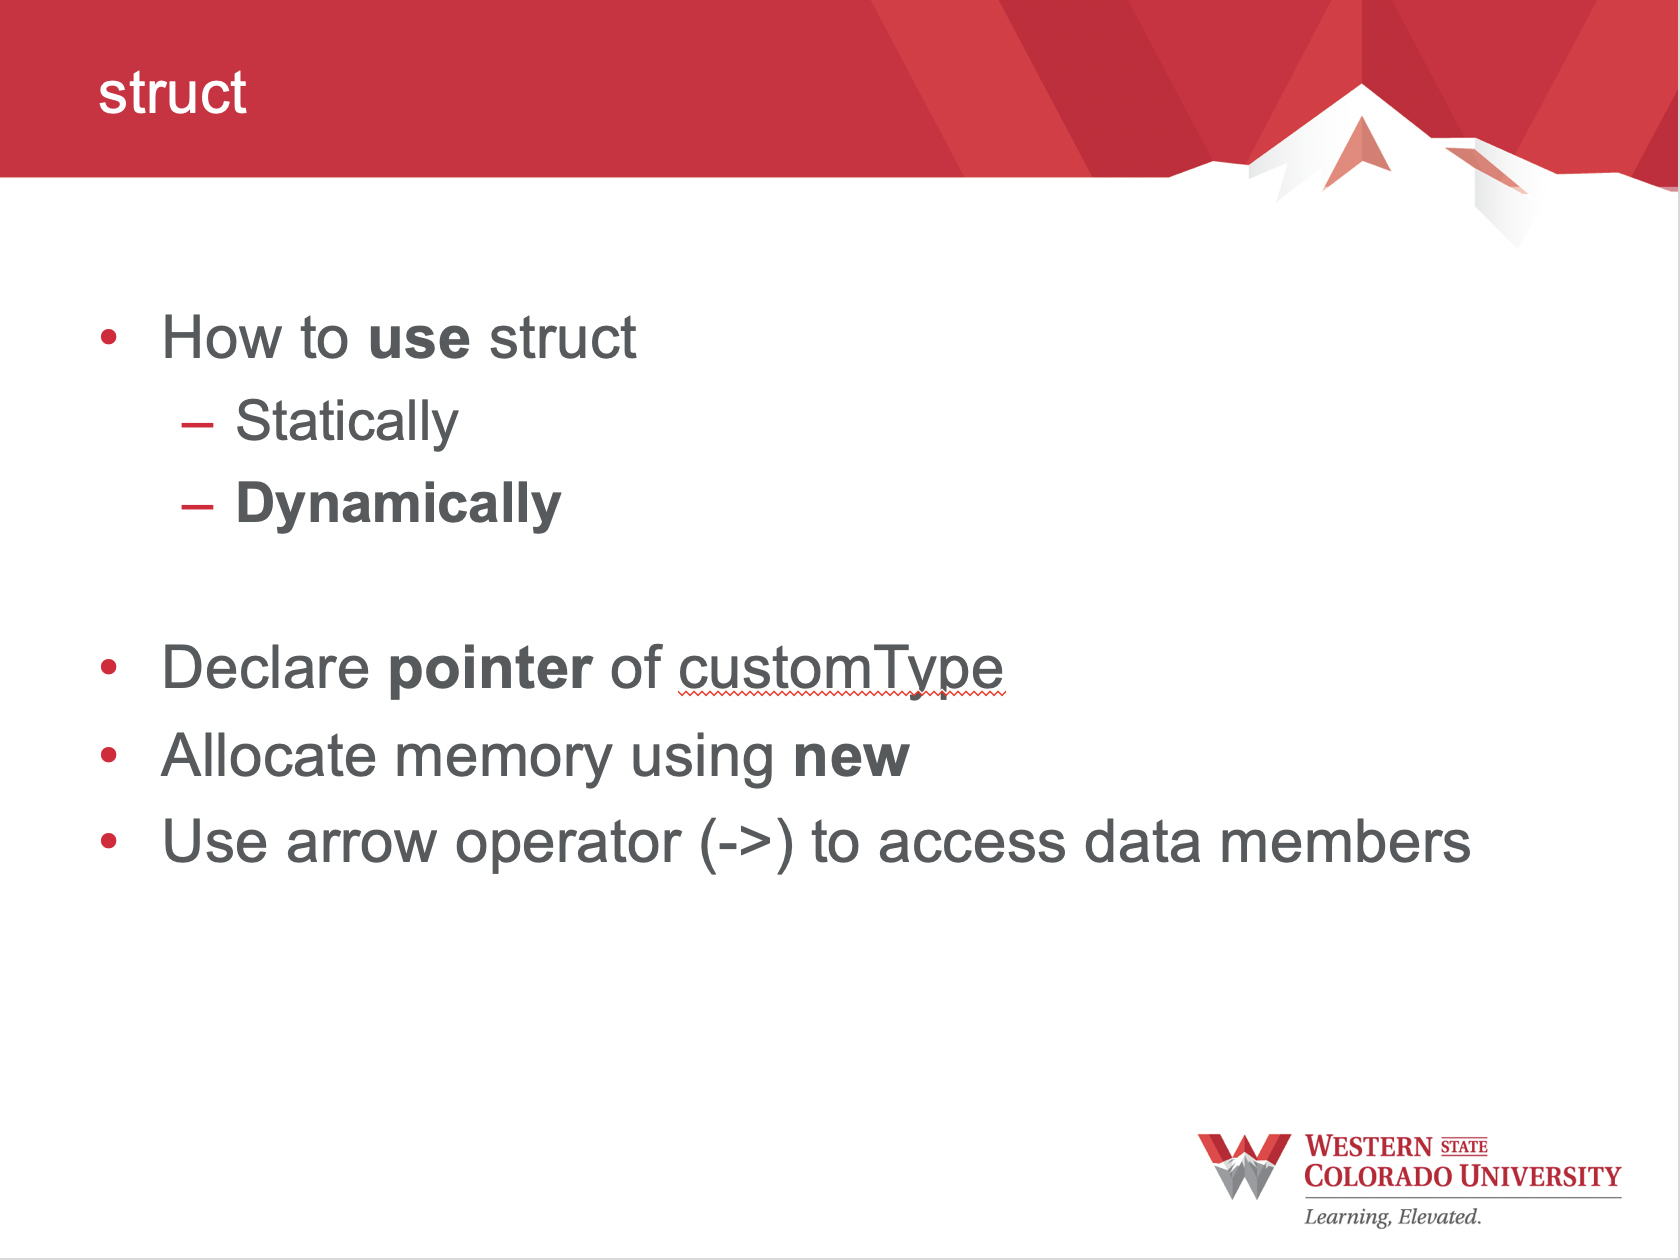 struct
• How to use struct
– Statically
– Dynamically
• Declare pointer of customType
• Allocate memory using new
• Use arrow operator (->) to access data members
WESTERN STATE
COLORADO UNIVERSITY
Learning, Elevated.